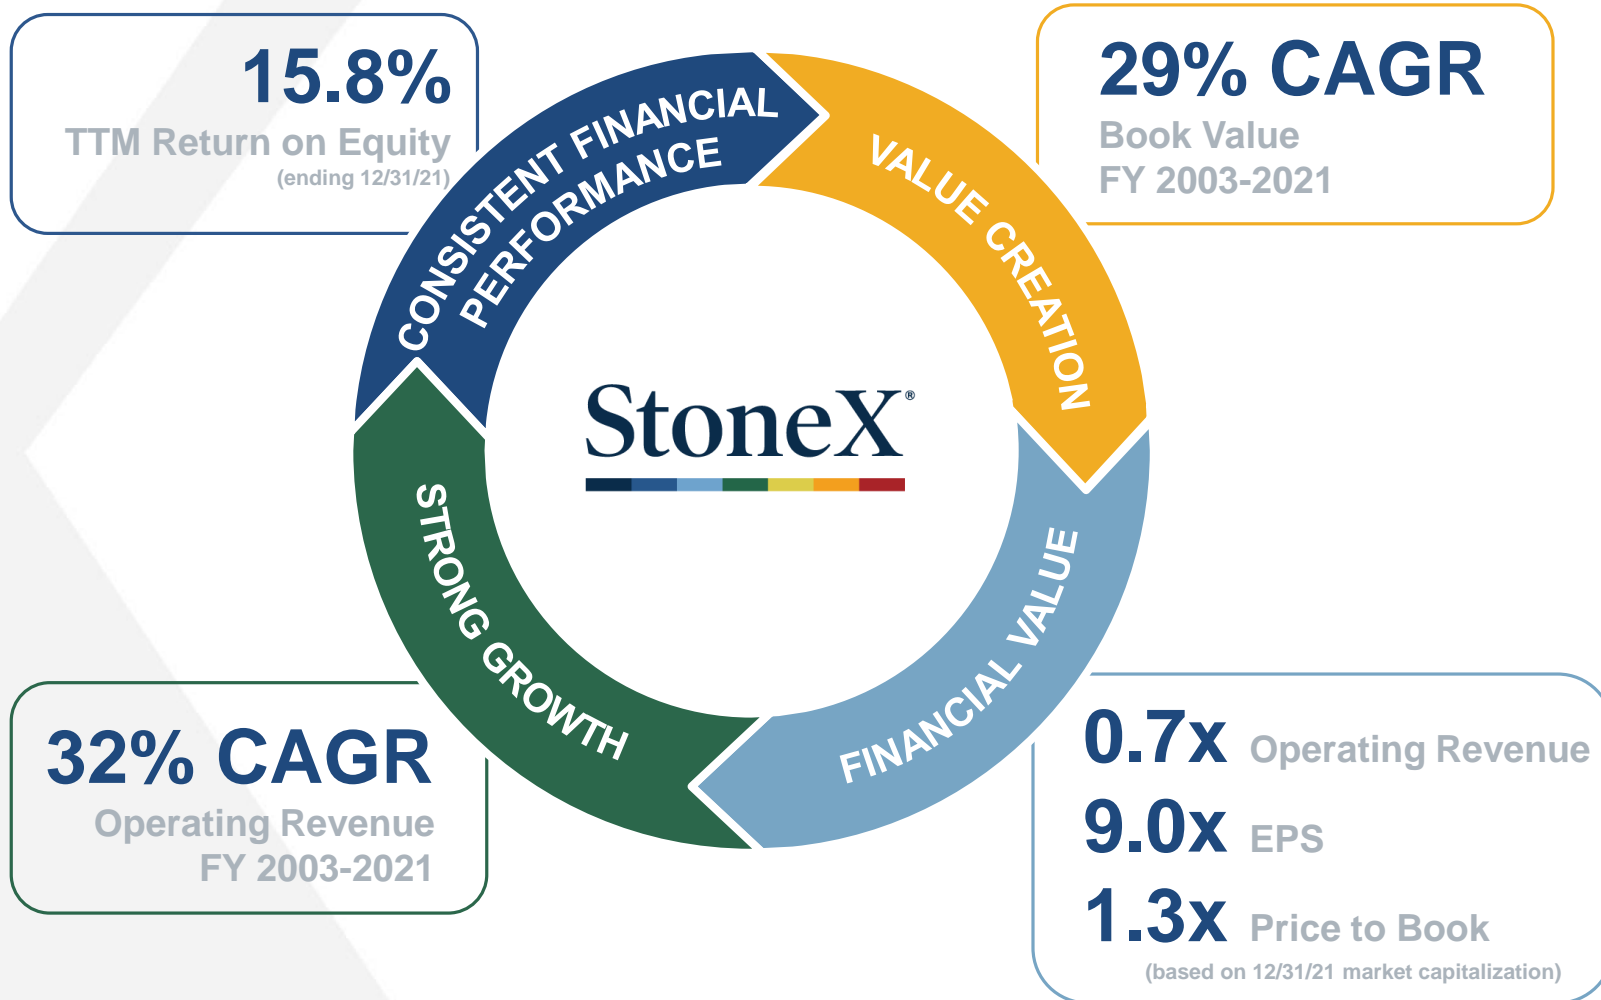 15.8%
TTM Return on Equity
(ending 12/31/21)
CONSISTENT FINANCIAL
PERFORMANCE
29% CAGR
Book Value
FY 2003-2021
VALUE CREATION
StoneX®
STRONG GROWTH
32% CAGR
Operating Revenue
FY 2003-2021
FINANCIAL VALUE
0.7x Operating Revenue
9.0x EPS
1.3x Price to Book
(based on 12/31/21 market capitalization)